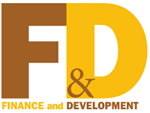 F&D
FINANCE and DEVELOPMENT